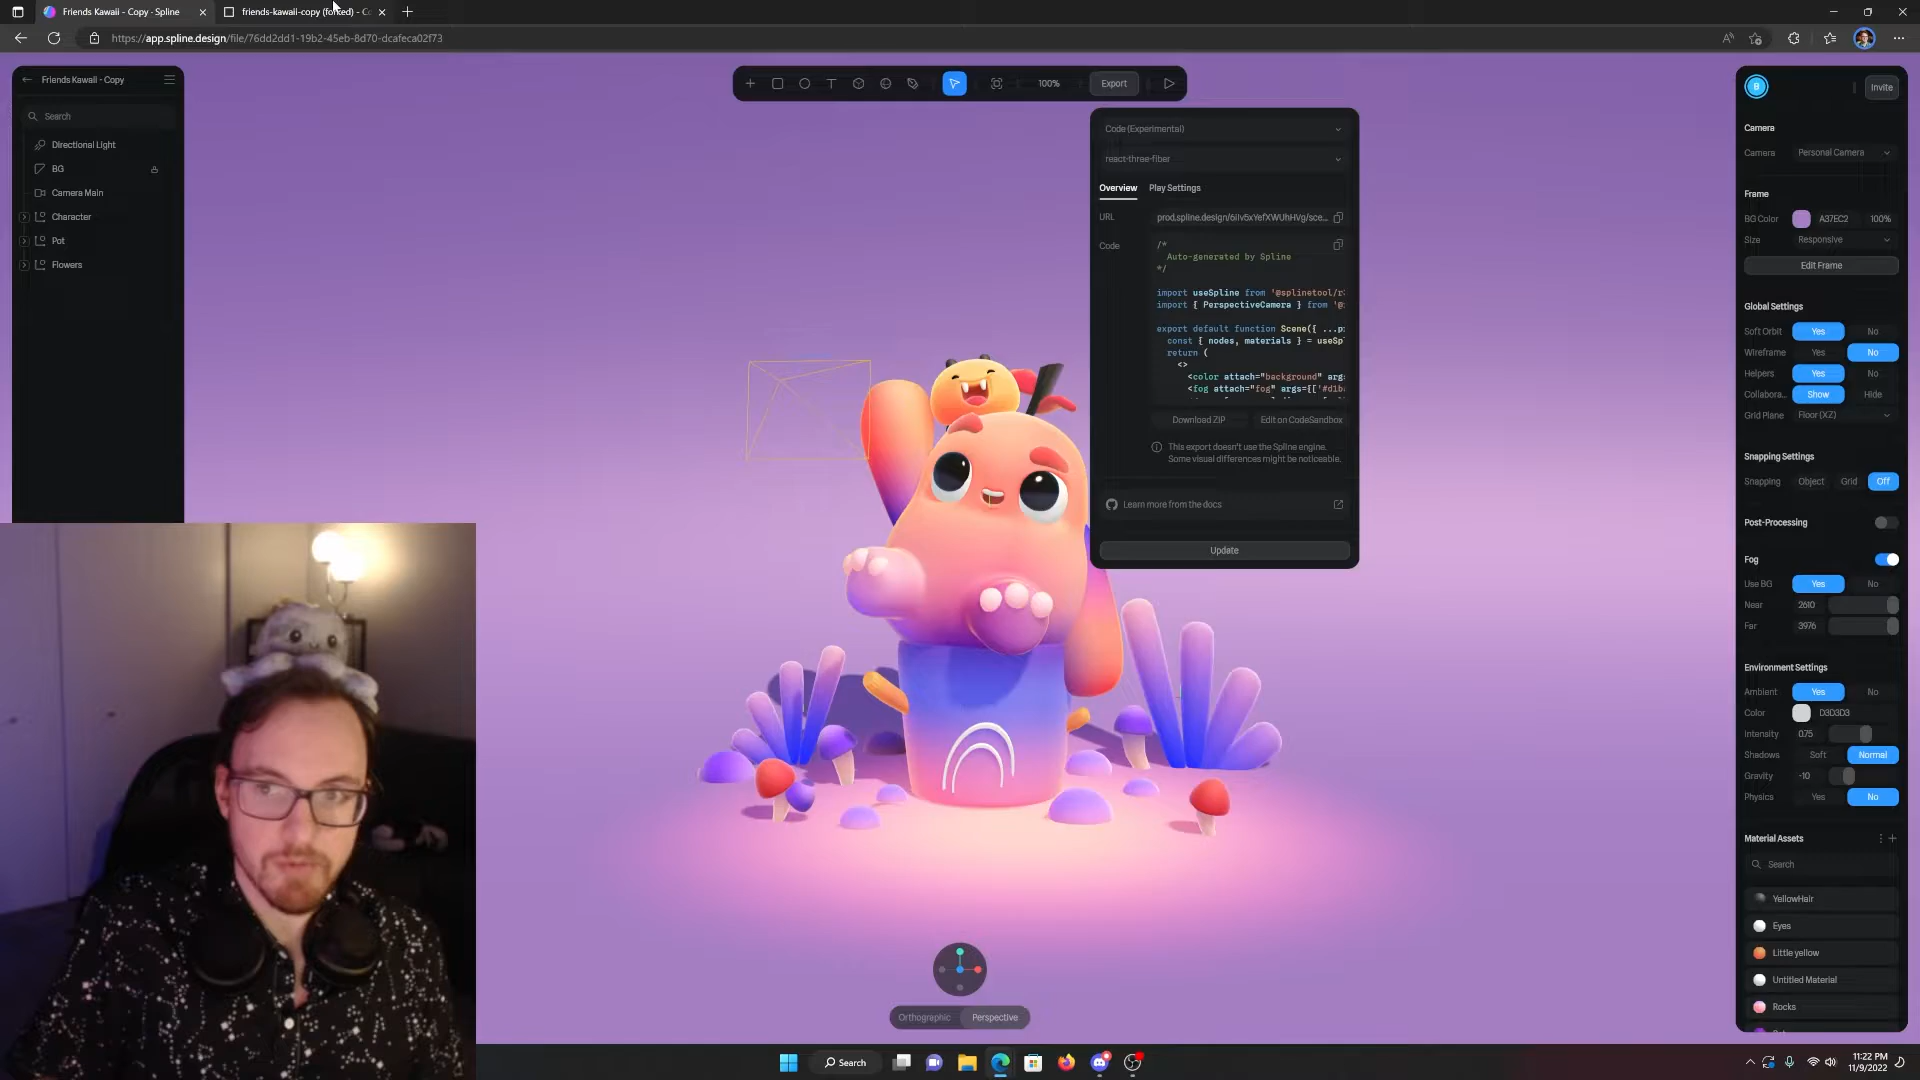 Friends Kawaii - Copy - Spline
friends-kawaii-copy (forked) - Co
https://app.spline.design/file/76dd2dd1-19b2-45eb-8d70-dcafeca02f73
Friends Kawaii - Copy
100%
Export
Invite
Search
Directional Light
BG
Camera Main
Character
Pot
Flowers
Code (Experimental)
react-three-fiber
Overview
Play Settings
URL
prod.spline.design/6iIv5xYefXWUhHVg/sce...
Code
/*
Auto-generated by Spline
*/
import useSpline from '@splinetool/r3
import { PerspectiveCamera } from '@
export default function Scene({ ...p
const { nodes, materials } = useSpl
return (
<>
<color attach="background" arg
<fog attach="fog" args={['#d1b
Download ZIP
Edit on CodeSandbox
This export doesn't use the Spline engine.
Some visual differences might be noticeable.
Learn more from the docs
Update
Camera
Camera
Personal Camera
Frame
BG Color
A37EC2
100%
Size
Responsive
Edit Frame
Global Settings
Soft Orbit
Yes
No
Wireframe
Yes
No
Helpers
Yes
No
Collabora...
Show
Hide
Grid Plane
Floor (XZ)
Snapping Settings
Snapping
Object
Grid
Off
Post-Processing
Fog
Use BG
Yes
No
Near
2610
Far
3976
Environment Settings
Ambient
Yes
No
Color
D3D3D3
Intensity
0.75
Shadows
Soft
Normal
Gravity
-10
Physics
Yes
No
Material Assets
Search
YellowHair
Eyes
Little yellow
Untitled Material
Rocks
Orthographic
Perspective
Search
11:22 PM
11/9/2022